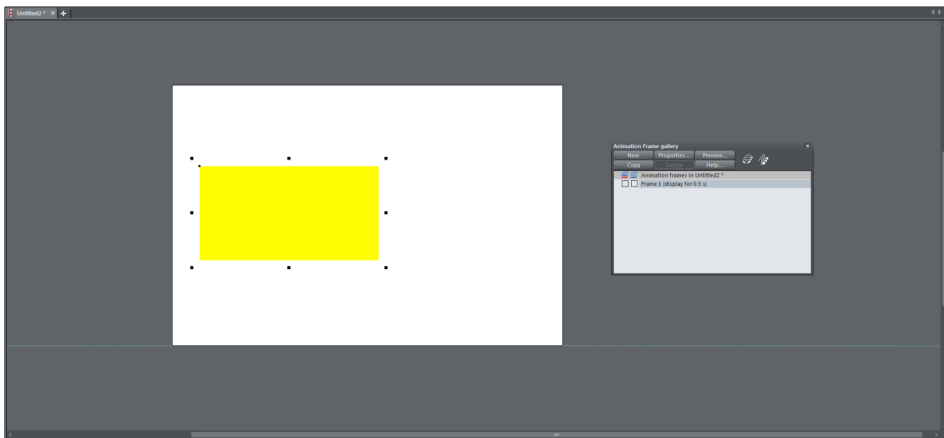 Untitled2 *
Animation Frame gallery
New Properties... Preview...
Copy Delete Help...
Animation frames in Untitled2 *
Frame 1 (display for 0.5 s)